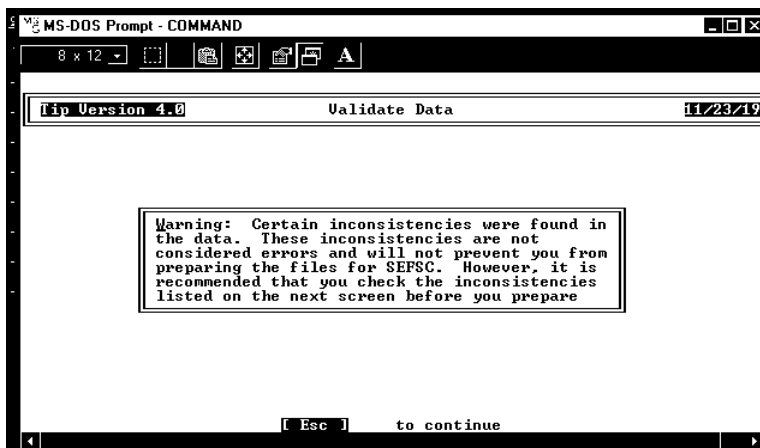 MS-DOS Prompt - COMMAND
8 x 12
A
Tip Version 4.0 Validate Data 11/23/19
Warning: Certain inconsistencies were found in
the data. These inconsistencies are not
considered errors and will not prevent you from
preparing the files for SEFSC. However, it is
recommended that you check the inconsistencies
listed on the next screen before you prepare
[ Esc ] to continue